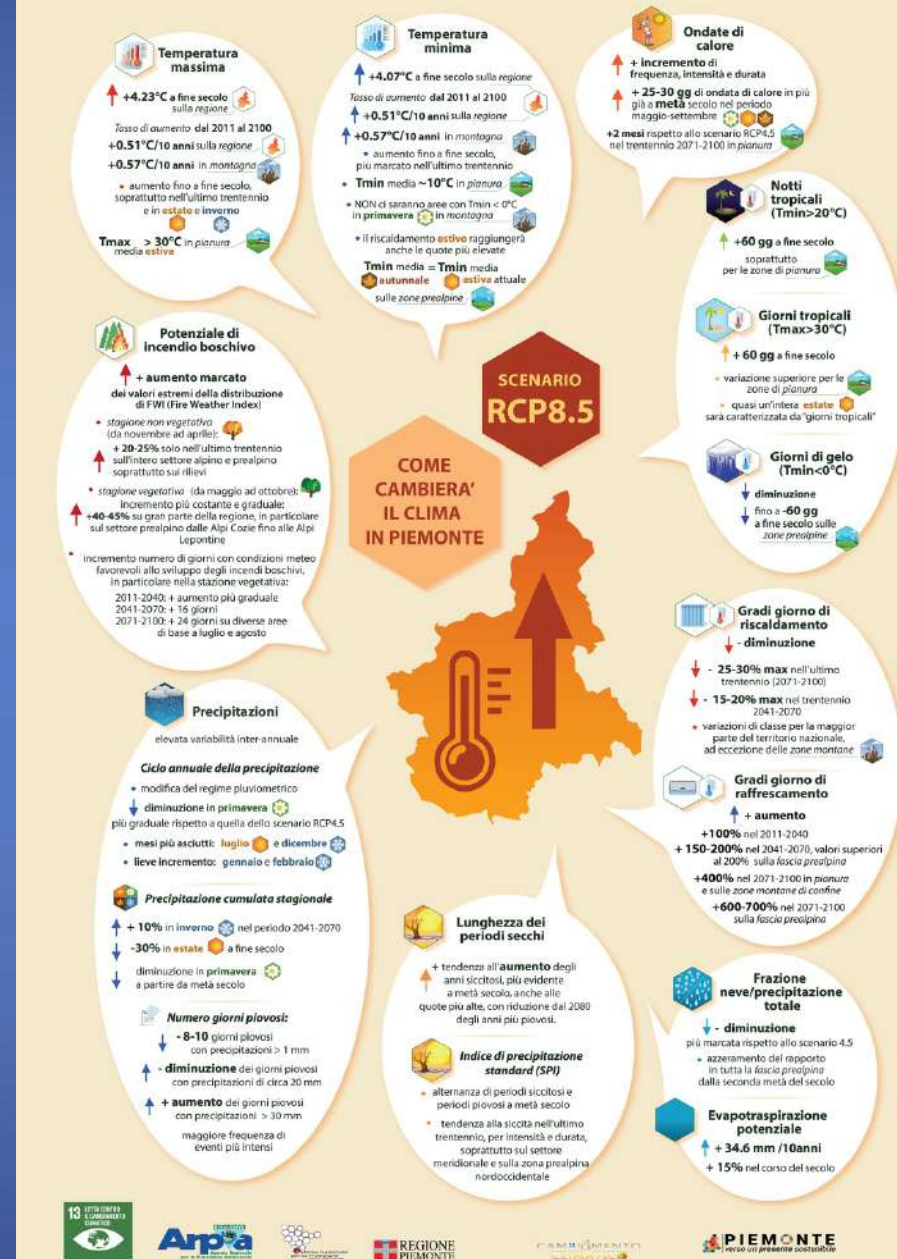 Temperatura
massima
+4.23°C a fine secolo
sulla regione
Tasso di aumento dal 2011 al 2100
+0.51°C/10 anni sulla regione
+0.57°C/10 anni in montagna
• aumento fino a fine secolo,
soprattutto nell'ultimo trentennio
e in estate e inverno
Tmax > 30°C in pianura
media estiva
Temperatura
minima
+4.07°C a fine secolo sulla regione
Tasso di aumento dal 2011 al 2100
+0.51°C/10 anni sulla regione
+0.57°C/10 anni in montagna
• aumento fino a fine secolo,
più marcato nell'ultimo trentennio
• Tmin media ~10°C in pianura
• NON ci saranno aree con Tmin < 0°C
in primavera in montagna
• il riscaldamento estivo raggiungerà
anche le quote più elevate
Tmin media = Tmin media
autunnale estiva attuale
sulle zone prealpine
Ondate di
calore
+ incremento di
frequenza, intensità e durata
+ 25-30 gg di ondata di calore in più
già a metà secolo nel periodo
maggio-settembre
+2 mesi rispetto allo scenario RCP4.5
nel trentennio 2071-2100 in pianura
Notti
tropicali
(Tmin>20°C)
+60 gg a fine secolo
soprattutto
per le zone di pianura
Giorni tropicali
(Tmax>30°C)
+ 60 gg a fine secolo
• variazione superiore per le
zone di pianura
• quasi un'intera estate
sarà caratterizzata da "giorni tropicali"
Giorni di gelo
(Tmin<0°C)
diminuzione
fino a -60 gg
a fine secolo sulle
zone prealpine
Potenziale di
incendio boschivo
+ aumento marcato
dei valori estremi della distribuzione
di FWI (Fire Weather Index)
• stagione non vegetativa
(da novembre ad aprile):
+ 20-25% solo nell'ultimo trentennio
sull'intero settore alpino e prealpino
soprattutto sui rilievi
• stagione vegetativa (da maggio ad ottobre):
incremento più costante e graduale:
+40-45% su gran parte della regione, in particolare
sul settore prealpino dalle Alpi Cozie fino alle Alpi
Lepontine
• incremento numero di giorni con condizioni meteo
favorevoli allo sviluppo degli incendi boschivi,
in particolare nella stazione vegetativa:
2011-2040: + aumento più graduale
2041-2070: + 16 giorni
2071-2100: + 24 giorni su diverse aree
di base a luglio e agosto
SCENARIO
RCP8.5
COME
CAMBIERA'
IL CLIMA
IN PIEMONTE
Gradi giorno di
riscaldamento
- diminuzione
- 25-30% max nell'ultimo
trentennio (2071-2100)
- 15-20% max nel trentennio
2041-2070
• variazioni di classe per la maggior
parte del territorio nazionale,
ad eccezione delle zone montane
Gradi giorno di
raffrescamento
+ aumento
+100% nel 2011-2040
+ 150-200% nel 2041-2070, valori superiori
al 200% sulla fascia prealpina
+400% nel 2071-2100 in pianura
e sulle zone montane di confine
+600-700% nel 2071-2100
sulla fascia prealpina
Precipitazioni
elevata variabilità inter-annuale
Ciclo annuale della precipitazione
• modifica del regime pluviometrico
diminuzione in primavera
più graduale rispetto a quella dello scenario RCP4.5
• mesi più asciutti: luglio e dicembre
• lieve incremento: gennaio e febbraio
Precipitazione cumulata stagionale
+ 10% in inverno nel periodo 2041-2070
-30% in estate a fine secolo
diminuzione in primavera
a partire da metà secolo
Numero giorni piovosi:
- 8-10 giorni piovosi
con precipitazioni > 1 mm
- diminuzione dei giorni piovosi
con precipitazioni di circa 20 mm
+ aumento dei giorni piovosi
con precipitazioni > 30 mm
maggiore frequenza di
eventi più intensi
Lunghezza dei
periodi secchi
+ tendenza all'aumento degli
anni siccitosi, più evidente
a metà secolo, anche alle
quote più alte, con riduzione dal 2080
degli anni più piovosi.
Indice di precipitazione
standard (SPI)
• alternanza di periodi siccitosi e
periodi piovosi a metà secolo
• tendenza alla siccità nell'ultimo
trentennio, per intensità e durata,
soprattutto sul settore
meridionale e sulla zona prealpina
nordoccidentale
Frazione
neve/precipitazione
totale
- diminuzione
più marcata rispetto allo scenario 4.5
• azzeramento del rapporto
in tutta la fascia prealpina
dalla seconda metà del secolo
Evapotraspirazione
potenziale
+ 34.6 mm /10anni
+ 15% nel corso del secolo
13 LOTTA CONTRO
IL CAMBIAMENTO
CLIMATICO
Arpa
REGIONE
PIEMONTE
PIEMONTE
verso un presente sostenibile